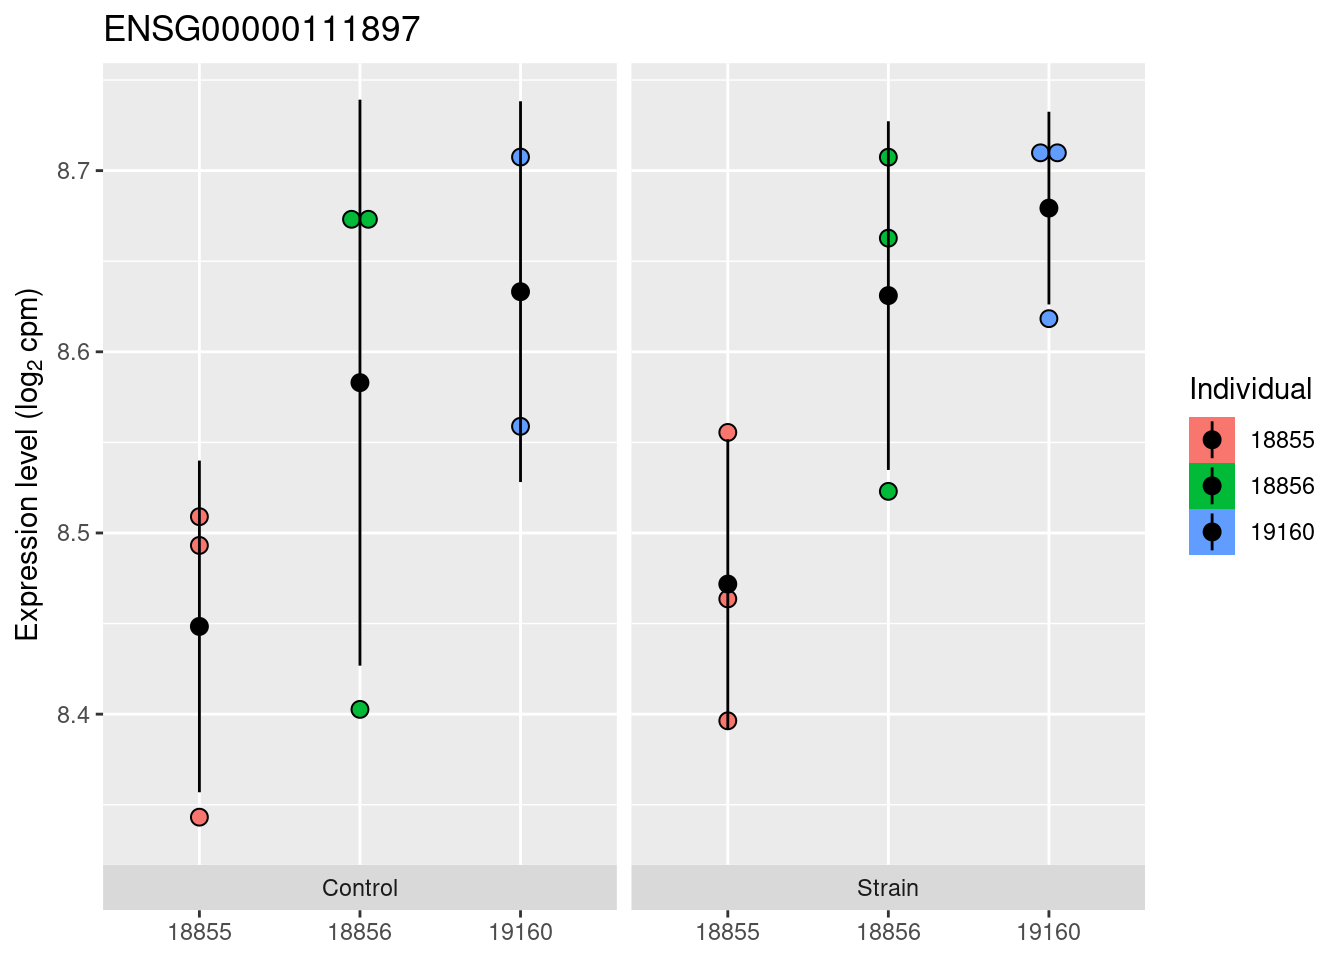 ENSG00000111897
Expression level (log₂ cpm)
8.7
8.6
8.5
8.4
Control
Strain
18855
18856
19160
18855
18856
19160
Individual
18855
18856
19160